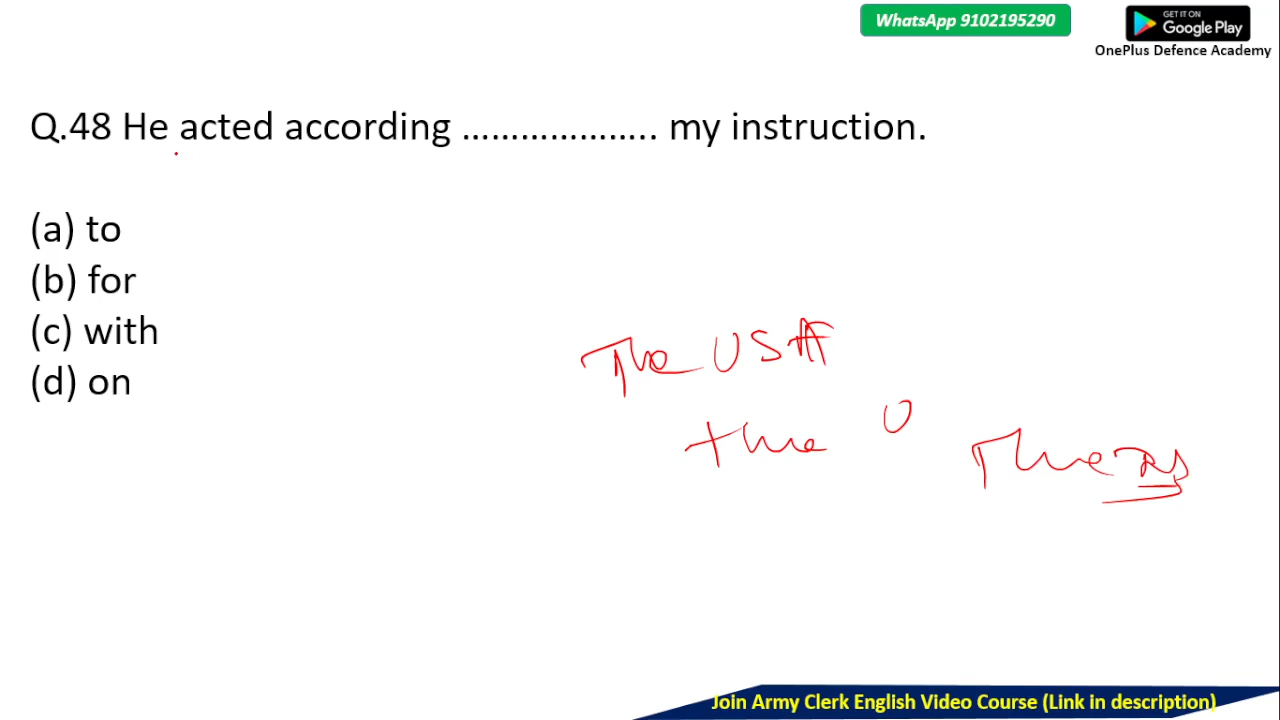 WhatsApp 9102195290
GET IT ON
Google Play
OnePlus Defence Academy
Q.48 He acted according ……………….. my instruction.
(a) to
(b) for
(c) with
(d) on
The USA
the U
The
Join Army Clerk English Video Course (Link in description)